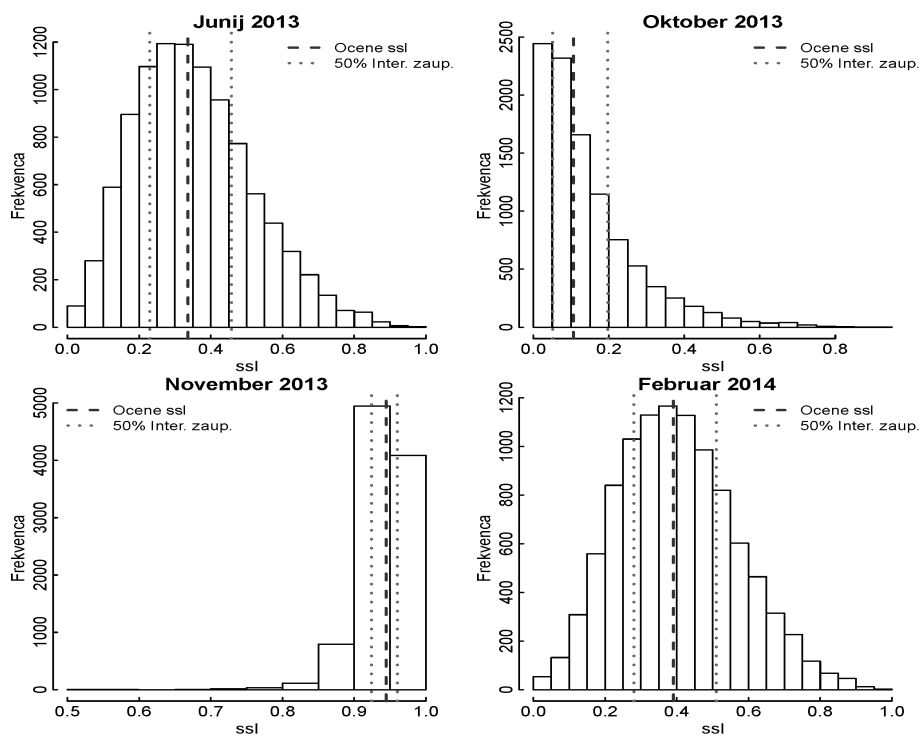 Junij 2013
Ocene ssl
50% Inter. zaup.
Frekvenca
0 200 400 600 800 1000 1200
0.0 0.2 0.4 0.6 0.8 1.0
ssl
Oktober 2013
Ocene ssl
50% Inter. zaup.
Frekvenca
0 500 1000 1500 2000 2500
0.0 0.2 0.4 0.6 0.8
ssl
November 2013
Ocene ssl
50% Inter. zaup.
Frekvenca
0 1000 2000 3000 4000 5000
0.5 0.6 0.7 0.8 0.9 1.0
ssl
Februar 2014
Ocene ssl
50% Inter. zaup.
Frekvenca
0 200 400 600 800 1000 1200
0.0 0.2 0.4 0.6 0.8 1.0
ssl